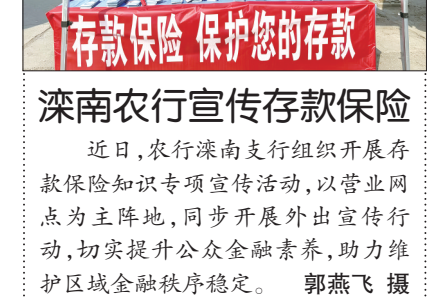 存款保险 保护您的存款
滦南农行宣传存款保险
近日,农行滦南支行组织开展存
款保险知识专项宣传活动,以营业网
点为主阵地,同步开展外出宣传行
动,切实提升公众金融素养,助力维
护区域金融秩序稳定。 郭燕飞 摄